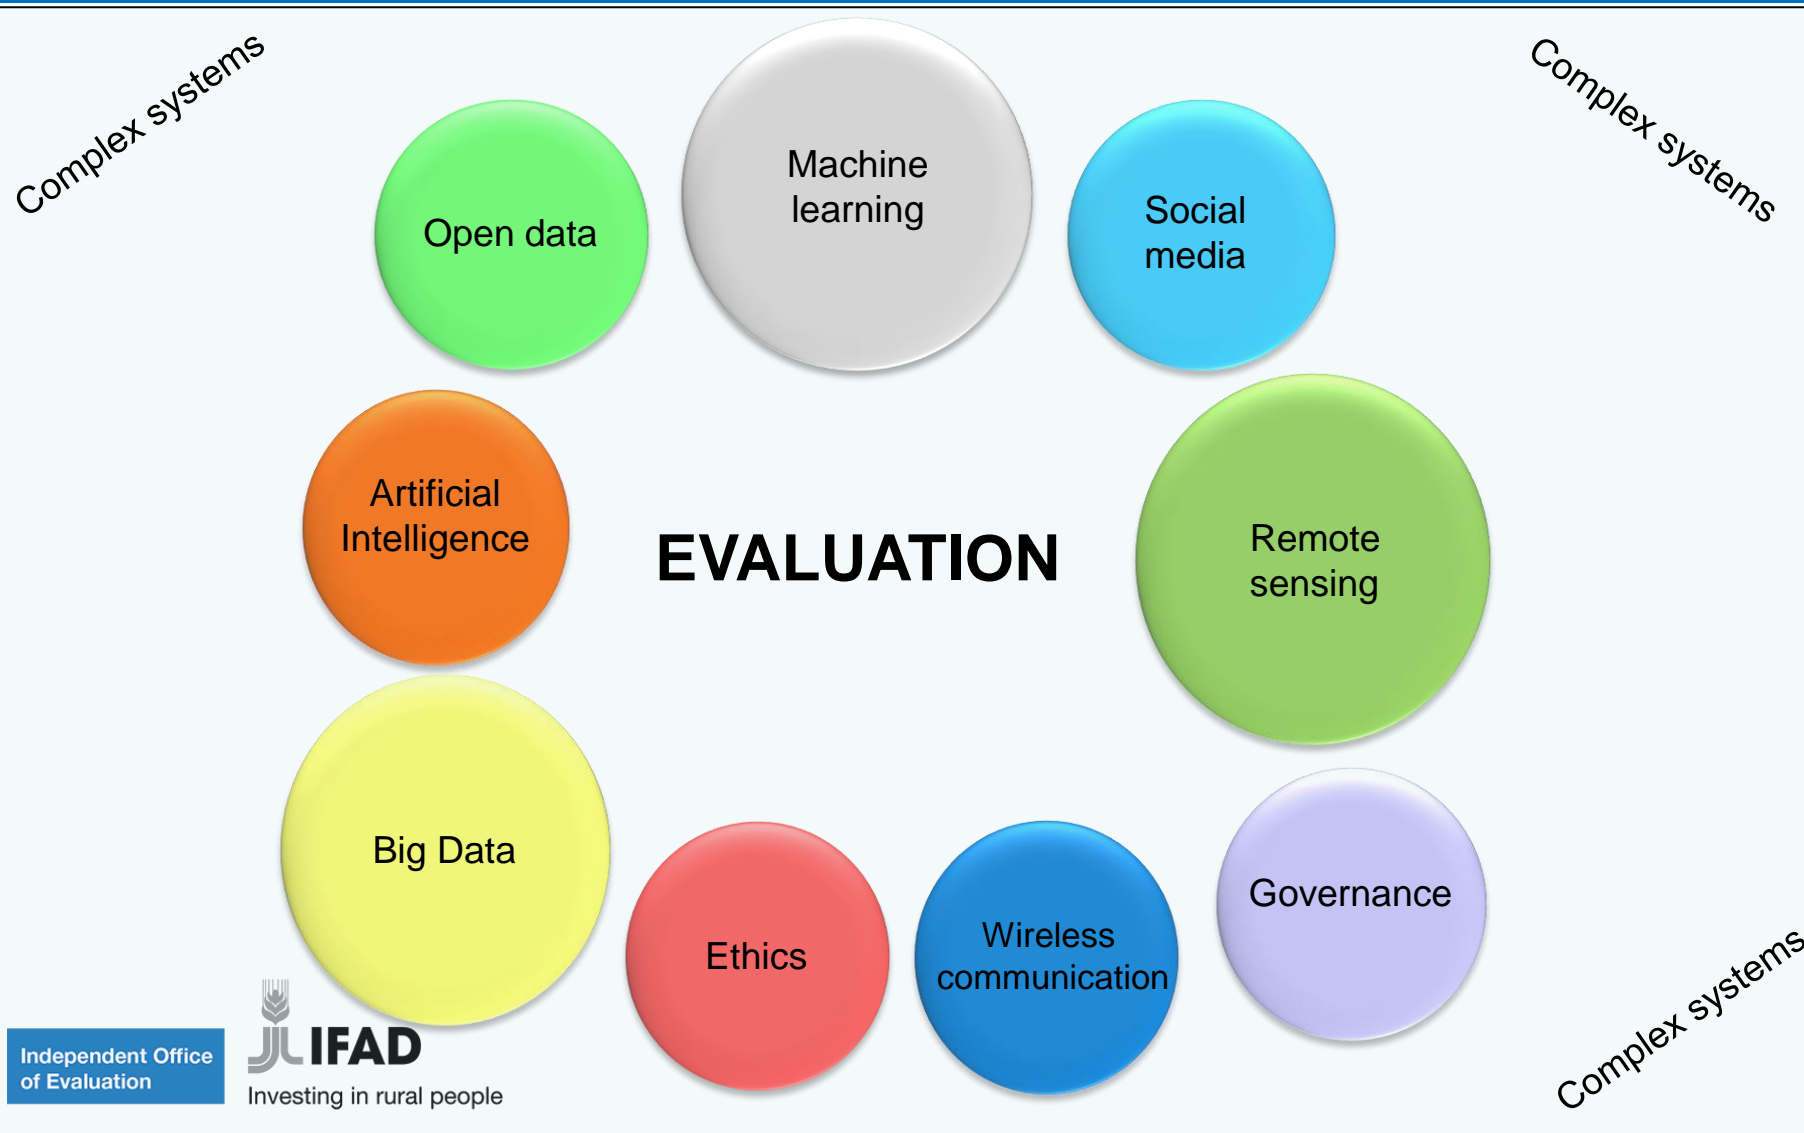 Complex systems
Complex systems
Machine
learning
Open data
Social
media
Artificial
Intelligence
EVALUATION
Remote
sensing
Big Data
Ethics
Wireless
communication
Governance
Complex systems
Independent Office
of Evaluation
IFAD
Investing in rural people